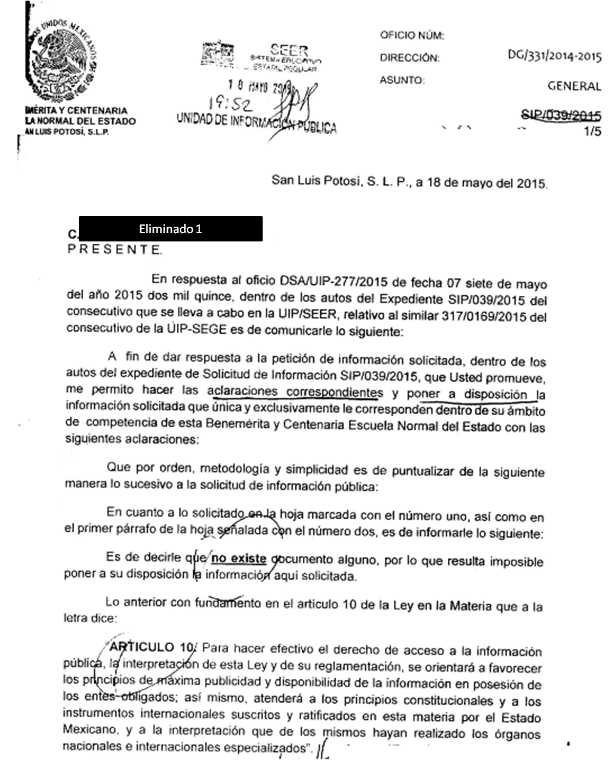 UNIDOS MEXICANOS
MÉRITA Y CENTENARIA
LA NORMAL DEL ESTADO
AN LUIS POTOSÍ, S.L.P.
SEER
SISTEMA EDUCATIVO
ESTATAL REGULAR
18 MAYO
19:52
UNIDAD DE INFORMACIÓN PÚBLICA
OFICIO NÚM:
DIRECCIÓN: DG/331/2014-2015
ASUNTO: GENERAL
SIP/039/2015
1/5
San Luis Potosí, S. L. P., a 18 de mayo del 2015.
C. Eliminado 1
P R E S E N T E.
En respuesta al oficio DSA/UIP-277/2015 de fecha 07 siete de mayo
del año 2015 dos mil quince, dentro de los autos del Expediente SIP/039/2015 del
consecutivo que se lleva a cabo en la UIP/SEER, relativo al similar 317/0169/2015 del
consecutivo de la UIP-SEGE es de comunicarle lo siguiente:
A fin de dar respuesta a la petición de información solicitada, dentro de los
autos del expediente de Solicitud de Información SIP/039/2015, que Usted promueve,
me permito hacer las aclaraciones correspondientes y poner a disposición la
información solicitada que única y exclusivamente le corresponden dentro de su ámbito
de competencia de esta Benemérita y Centenaria Escuela Normal del Estado con las
siguientes aclaraciones:
Que por orden, metodología y simplicidad es de puntualizar de la siguiente
manera lo sucesivo a la solicitud de información pública:
En cuanto a lo solicitado en la hoja marcada con el número uno, así como en
el primer párrafo de la hoja señalada con el número dos, es de informarle lo siguiente:
Es de decirle que no existe documento alguno, por lo que resulta imposible
poner a su disposición la información aquí solicitada.
Lo anterior con fundamento en el articulo 10 de la Ley en la Materia que a la
letra dice:
"ARTICULO 10. Para hacer efectivo el derecho de acceso a la información
pública, la interpretación de esta Ley y de su reglamentación, se orientará a favorecer
los principios de máxima publicidad y disponibilidad de la información en posesión de
los entes obligados; así mismo, atenderá a los principios constitucionales y a los
instrumentos internacionales suscritos y ratificados en esta materia por el Estado
Mexicano, y a la interpretación que de los mismos hayan realizado los órganos
nacionales e internacionales especializados".